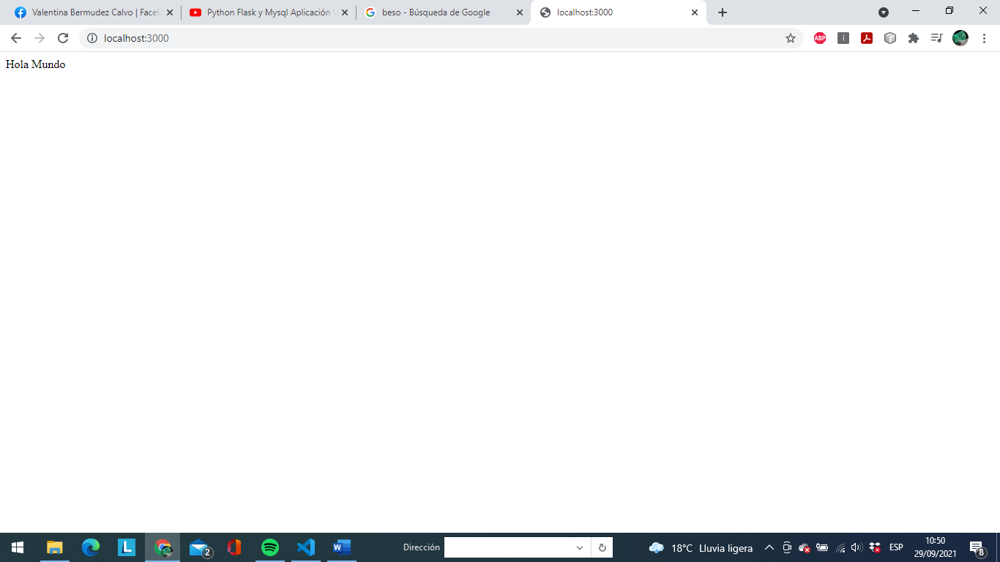 Valentina Bermudez Calvo | Faceb
Python Flask y Mysql Aplicación
beso - Búsqueda de Google
localhost:3000
localhost:3000
ABP
i
Hola Mundo
L
2
W
Dirección
18°C Lluvia ligera
ESP
10:50
29/09/2021
8